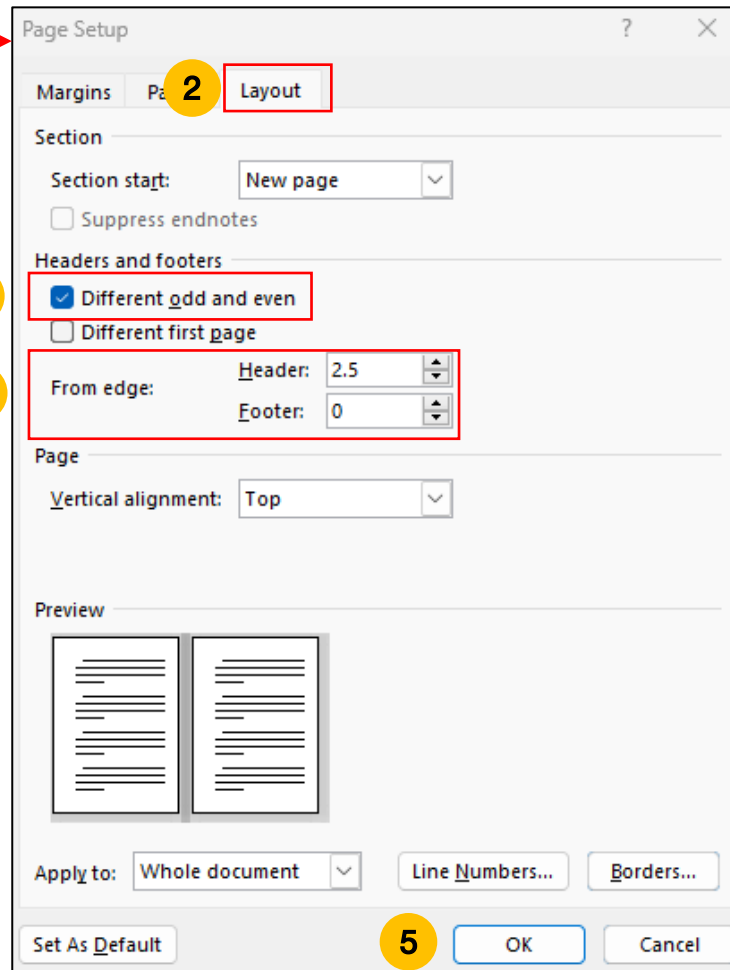 Page Setup ? ×
Margins Pa 2 Layout
Section
Section start: New page
Suppress endnotes
Headers and footers
Different odd and even
Different first page
From edge:
Header: 2.5
Footer: 0
Page
Vertical alignment: Top
Preview
Apply to: Whole document Line Numbers... Borders...
Set As Default 5 OK Cancel